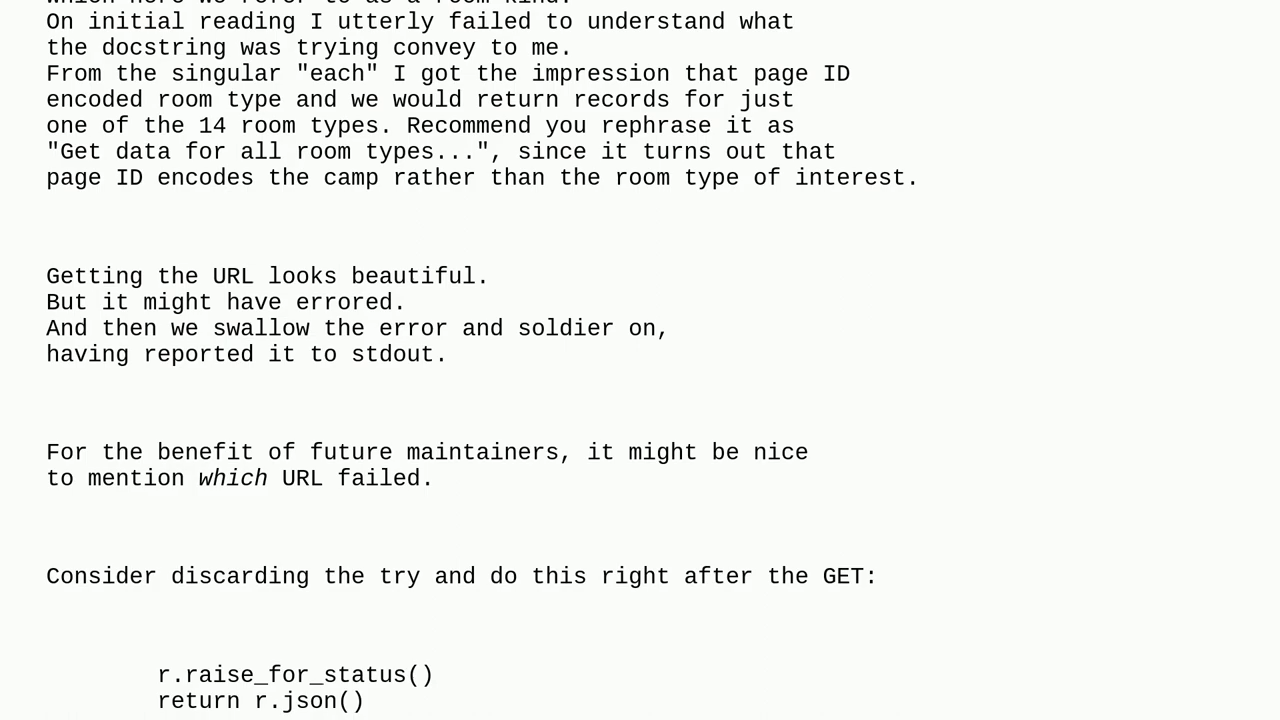 On initial reading I utterly failed to understand what
the docstring was trying convey to me.
From the singular "each" I got the impression that page ID
encoded room type and we would return records for just
one of the 14 room types. Recommend you rephrase it as
"Get data for all room types...", since it turns out that
page ID encodes the camp rather than the room type of interest.
Getting the URL looks beautiful.
But it might have errored.
And then we swallow the error and soldier on,
having reported it to stdout.
For the benefit of future maintainers, it might be nice
to mention which URL failed.
Consider discarding the try and do this right after the GET:
r.raise_for_status()
return r.json()